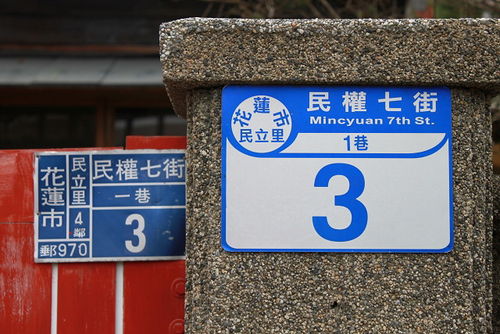 花蓮市
民立里
4鄰
郵970
民權七街
一巷
3
花蓮市
民立里
民權七街
Mincyuan 7th St.
1巷
3